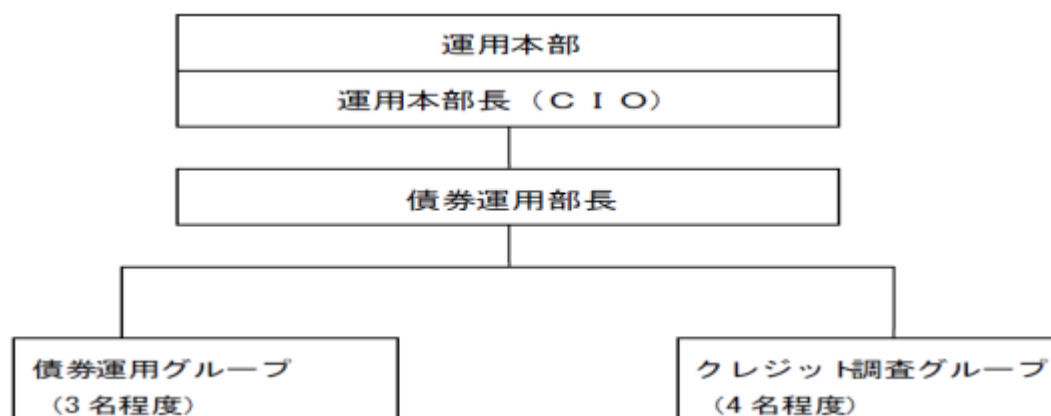 運用本部
運用本部長（ＣＩＯ）
債券運用部長
債券運用グループ
（3 名程度）
クレジット調査グループ
（4 名程度）